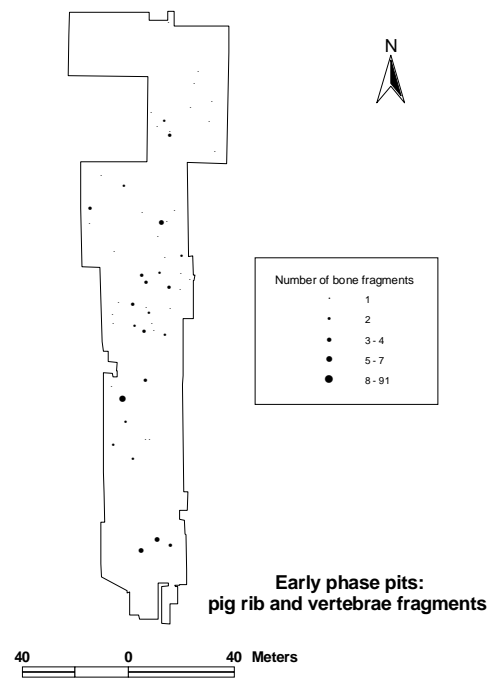 N
Number of bone fragments
1
2
3 - 4
5 - 7
8 - 91
Early phase pits:
pig rib and vertebrae fragments
40 0 40 Meters